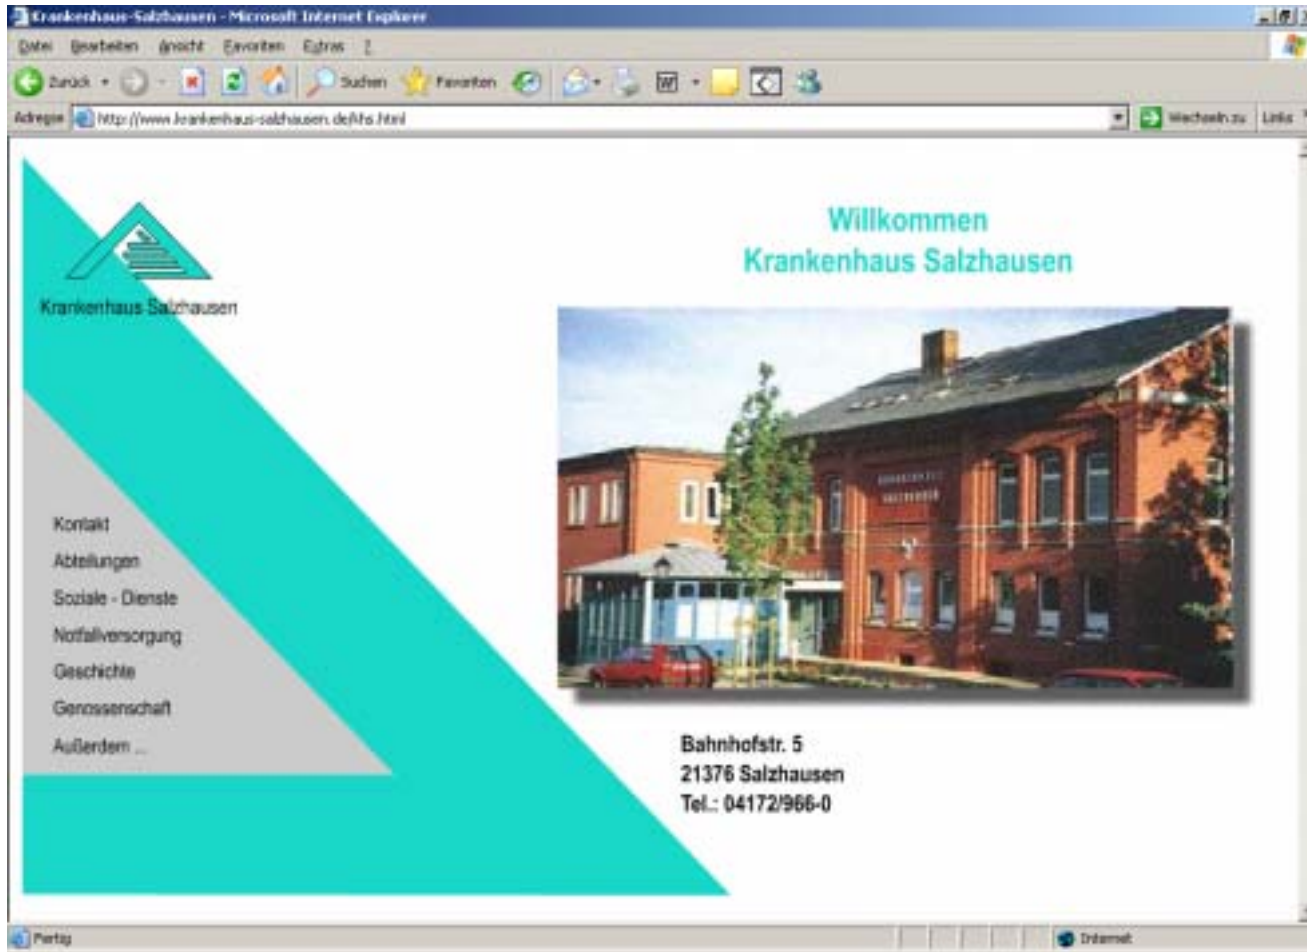 Krankenhaus-Salzhausen - Microsoft Internet Explorer
Datei Bearbeiten Ansicht Favoriten Extras ?
Zurück Suchen Favoriten
Adresse http://www.krankenhaus-salzhausen.de/khs.html Wechseln zu Links
Krankenhaus Salzhausen
Willkommen
Krankenhaus Salzhausen
KRANKENHAUS
SALZHAUSEN
Kontakt
Abteilungen
Soziale - Dienste
Notfallversorgung
Geschichte
Genossenschaft
Außerdem ...
Bahnhofstr. 5
21376 Salzhausen
Tel.: 04172/966-0
Fertig Internet